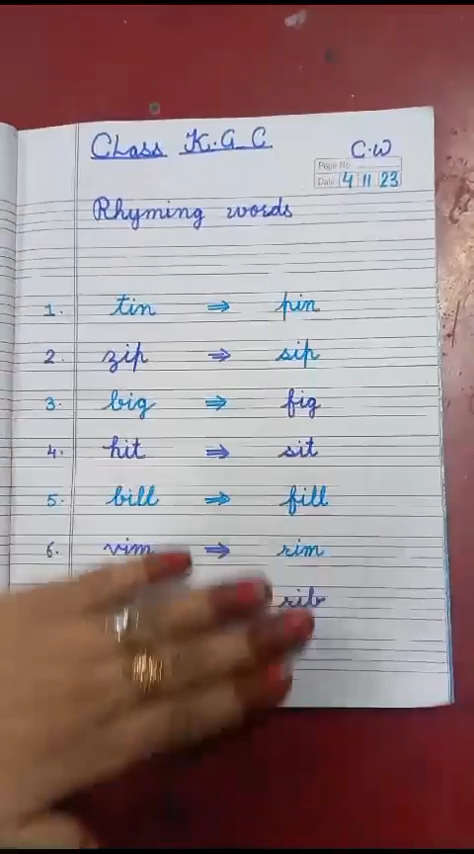 Class K.G C
C.W
Page No
Date 4 11 23
Rhyming words
1. tin ⇒ pin
2. zip ⇒ sip
3. big ⇒ fig
4. hit ⇒ sit
5. bill ⇒ fill
6. vim ⇒ rim
rib